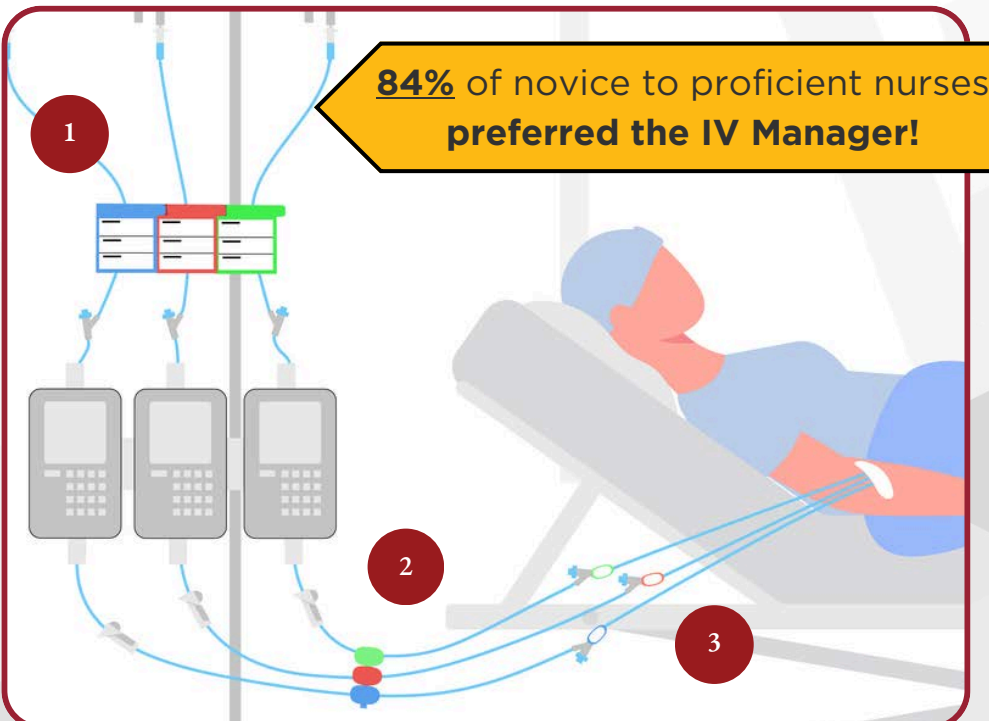 84% of novice to proficient nurses
preferred the IV Manager!
1
2
3